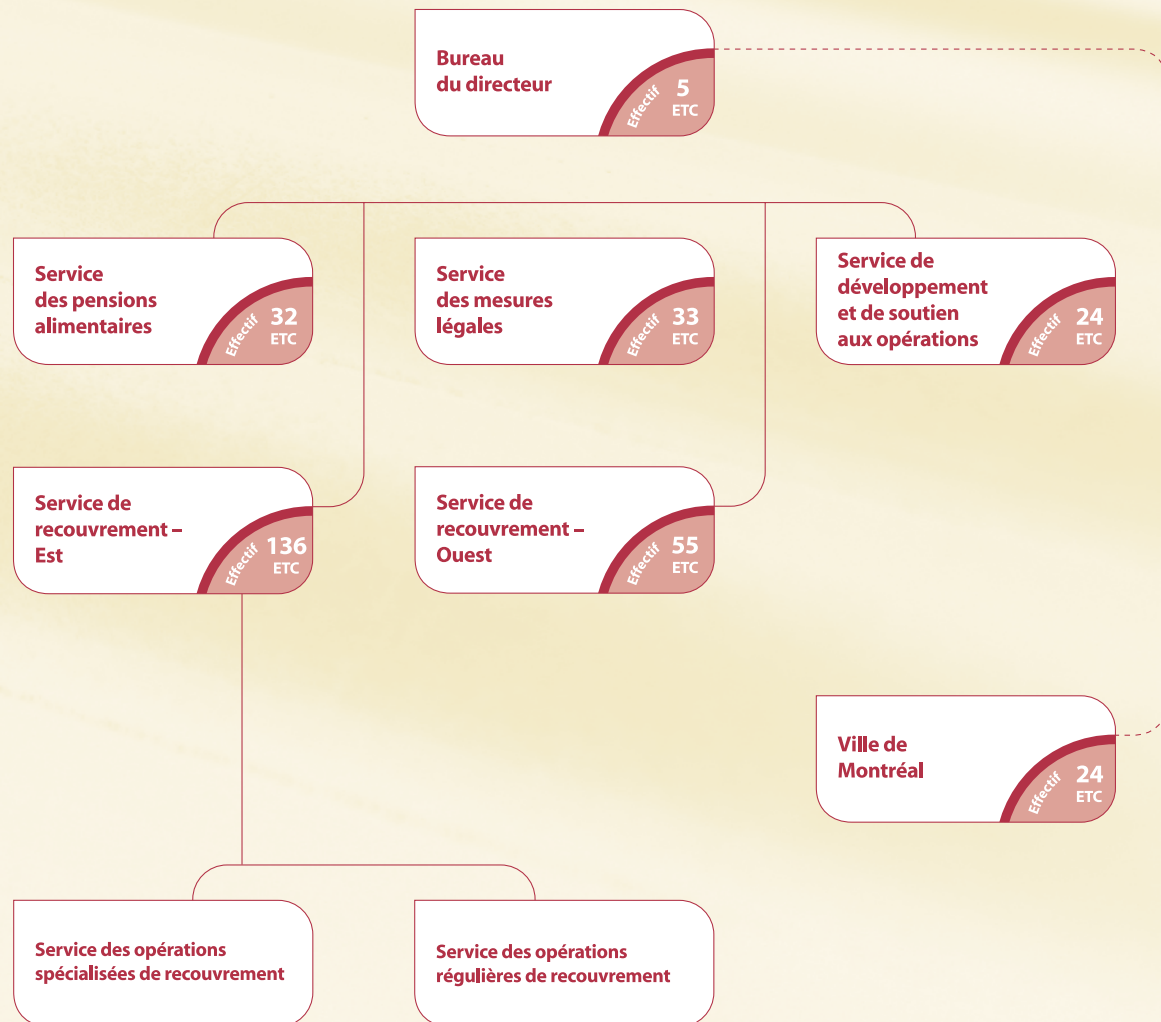 Bureau
du directeur
Effectif
5
ETC
Service
des pensions
alimentaires
Effectif
32
ETC
Service
des mesures
légales
Effectif
33
ETC
Service de
développement
et de soutien
aux opérations
Effectif
24
ETC
Service de
recouvrement –
Est
Effectif
136
ETC
Service de
recouvrement –
Ouest
Effectif
55
ETC
Ville de
Montréal
Effectif
24
ETC
Service des opérations
spécialisées de recouvrement
Service des opérations
régulières de recouvrement